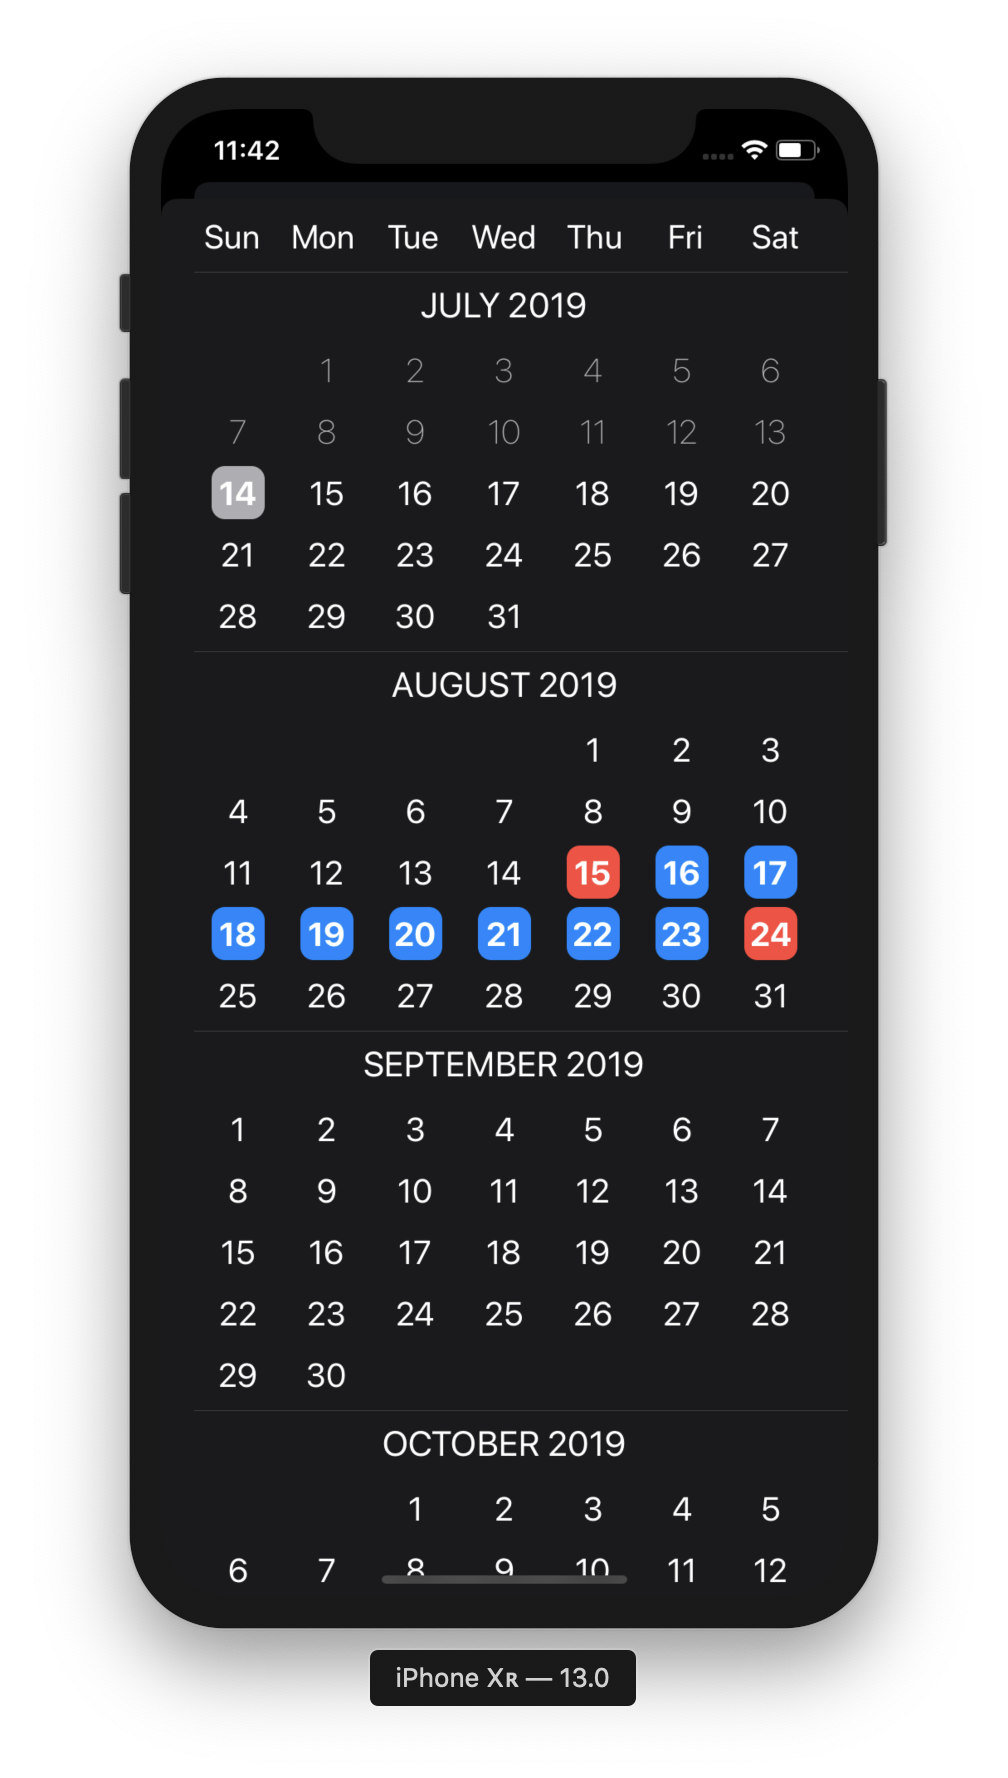 11:42
Sun Mon Tue Wed Thu Fri Sat
JULY 2019
1 2 3 4 5 6
7 8 9 10 11 12 13
14 15 16 17 18 19 20
21 22 23 24 25 26 27
28 29 30 31
AUGUST 2019
1 2 3
4 5 6 7 8 9 10
11 12 13 14 15 16 17
18 19 20 21 22 23 24
25 26 27 28 29 30 31
SEPTEMBER 2019
1 2 3 4 5 6 7
8 9 10 11 12 13 14
15 16 17 18 19 20 21
22 23 24 25 26 27 28
29 30
OCTOBER 2019
1 2 3 4 5
6 7 8 9 10 11 12
iPhone Xʀ — 13.0